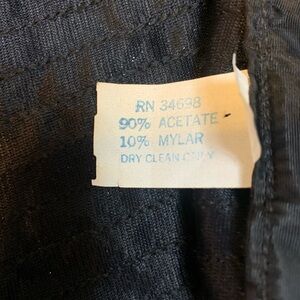 RN 34698
90% ACETATE
10% MYLAR
DRY CLEAN ONLY